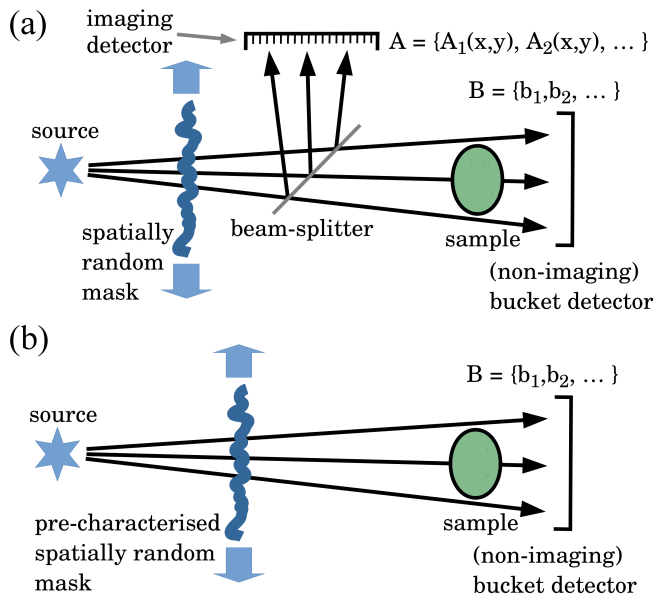 (a)
imaging
detector
A = {A₁(x,y), A₂(x,y), ... }
B = {b₁,b₂, ... }
source
beam-splitter
sample
spatially
random
mask
(non-imaging)
bucket detector
(b)
B = {b₁,b₂, ... }
source
sample
pre-characterised
spatially random
mask
(non-imaging)
bucket detector